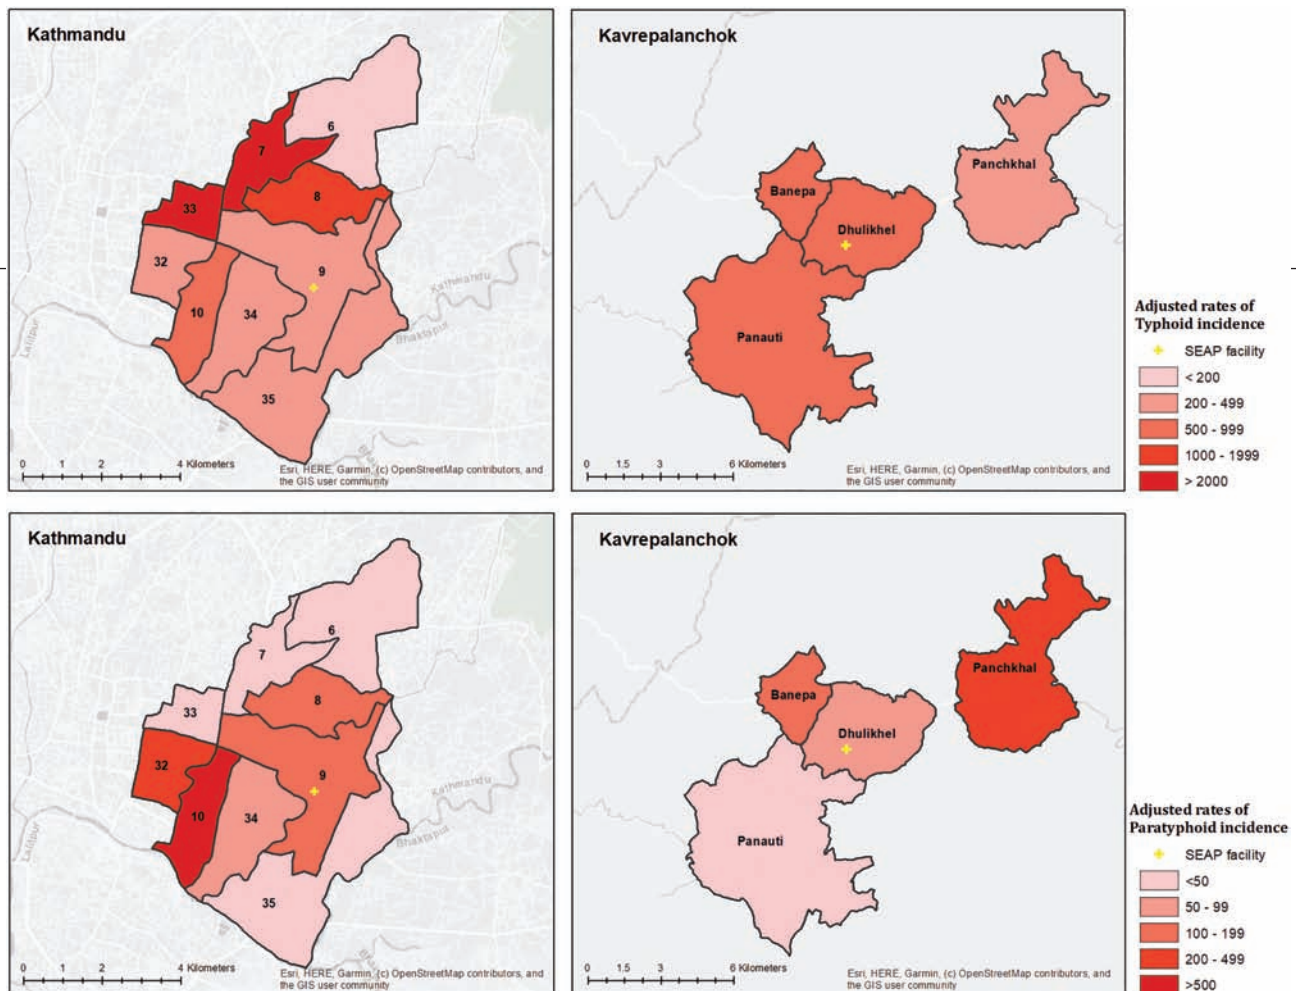 Kathmandu
6
7
8
33
32
9
10
34
35
Lalitpur
Kathmandu
Bhaktapur
0 1 2 4 Kilometers
Esri, HERE, Garmin, (c) OpenStreetMap contributors, and
the GIS user community
Kavrepalanchok
Panchkhal
Banepa
Dhulikhel
Panauti
0 1.5 3 6 Kilometers
Esri, HERE, Garmin, (c) OpenStreetMap contributors, and
the GIS user community
Adjusted rates of
Typhoid incidence
SEAP facility
< 200
200 - 499
500 - 999
1000 - 1999
> 2000
Kathmandu
6
7
8
33
32
9
10
34
35
Lalitpur
Kathmandu
Bhaktapur
0 1 2 4 Kilometers
Esri, HERE, Garmin, (c) OpenStreetMap contributors, and
the GIS user community
Kavrepalanchok
Panchkhal
Banepa
Dhulikhel
Panauti
0 1.5 3 6 Kilometers
Esri, HERE, Garmin, (c) OpenStreetMap contributors, and
the GIS user community
Adjusted rates of
Paratyphoid incidence
SEAP facility
<50
50 - 99
100 - 199
200 - 499
>500